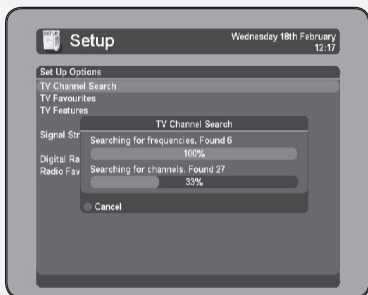 SETUP
Setup
Wednesday 18th February
12:17
Set Up Options
TV Channel Search
TV Favourites
TV Features
Signal Str
Digital Ra
Radio Fav
TV Channel Search
Searching for frequencies. Found 6
100%
Searching for channels. Found 27
33%
Cancel